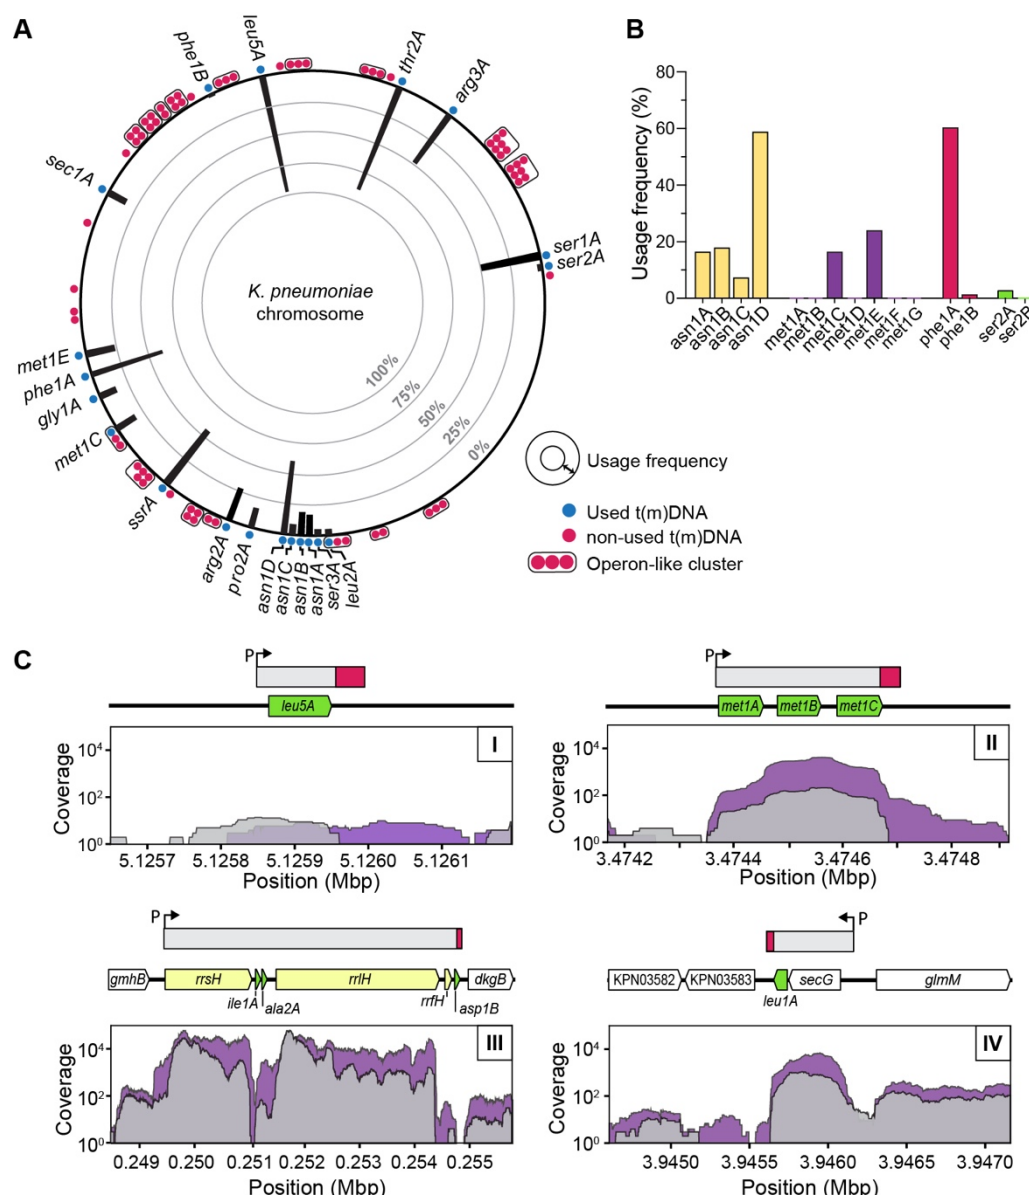 A
phe1B
leu5A
thr2A
arg3A
sec1A
ser1A
ser2A
K. pneumoniae
chromosome
met1E
phe1A
gly1A
met1C
ssrA
arg2A
pro2A
asn1D
asn1C
asn1B
asn1A
ser3A
leu2A
100%
75%
50%
25%
0%
B
Usage frequency (%)
80
60
40
20
0
asn1A
asn1B
asn1C
asn1D
met1A
met1B
met1C
met1D
met1E
met1F
met1G
phe1A
phe1B
ser2A
ser2B
Usage frequency
Used t(m)DNA
non-used t(m)DNA
Operon-like cluster
C
P
leu5A
I
Coverage
10^4
10^2
10^0
5.1257 5.1258 5.1259 5.1260 5.1261
Position (Mbp)
P
met1A met1B met1C
II
Coverage
10^4
10^2
10^0
3.4742 3.4744 3.4746 3.4748
Position (Mbp)
P
gmhB rrsH rrlH dkgB
ile1A ala2A rrfH asp1B
III
Coverage
10^4
10^2
10^0
0.249 0.250 0.251 0.252 0.253 0.254 0.255
Position (Mbp)
P
KPN03582 KPN03583 secG glmM
leu1A
IV
Coverage
10^4
10^2
10^0
3.9450 3.9455 3.9460 3.9465 3.9470
Position (Mbp)